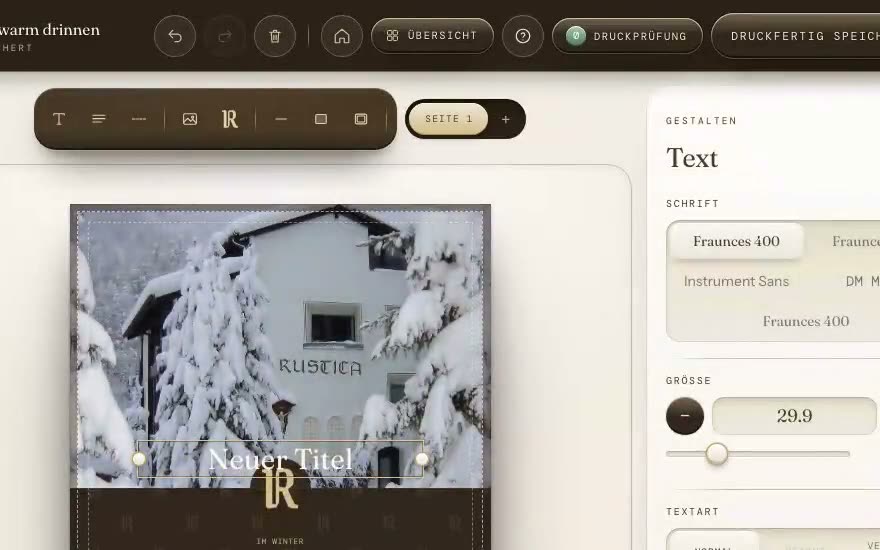 warm drinnen
HERT
ÜBERSICHT
?
DRUCKPRÜFUNG
DRUCKFERTIG SPEICH
T
SEITE 1
+
GESTALTEN
Text
SCHRIFT
Fraunces 400
Fraunce
Instrument Sans
DM M
Fraunces 400
GRÖSSE
−
29.9
TEXTART
RUSTICA
Neuer Titel
IM WINTER